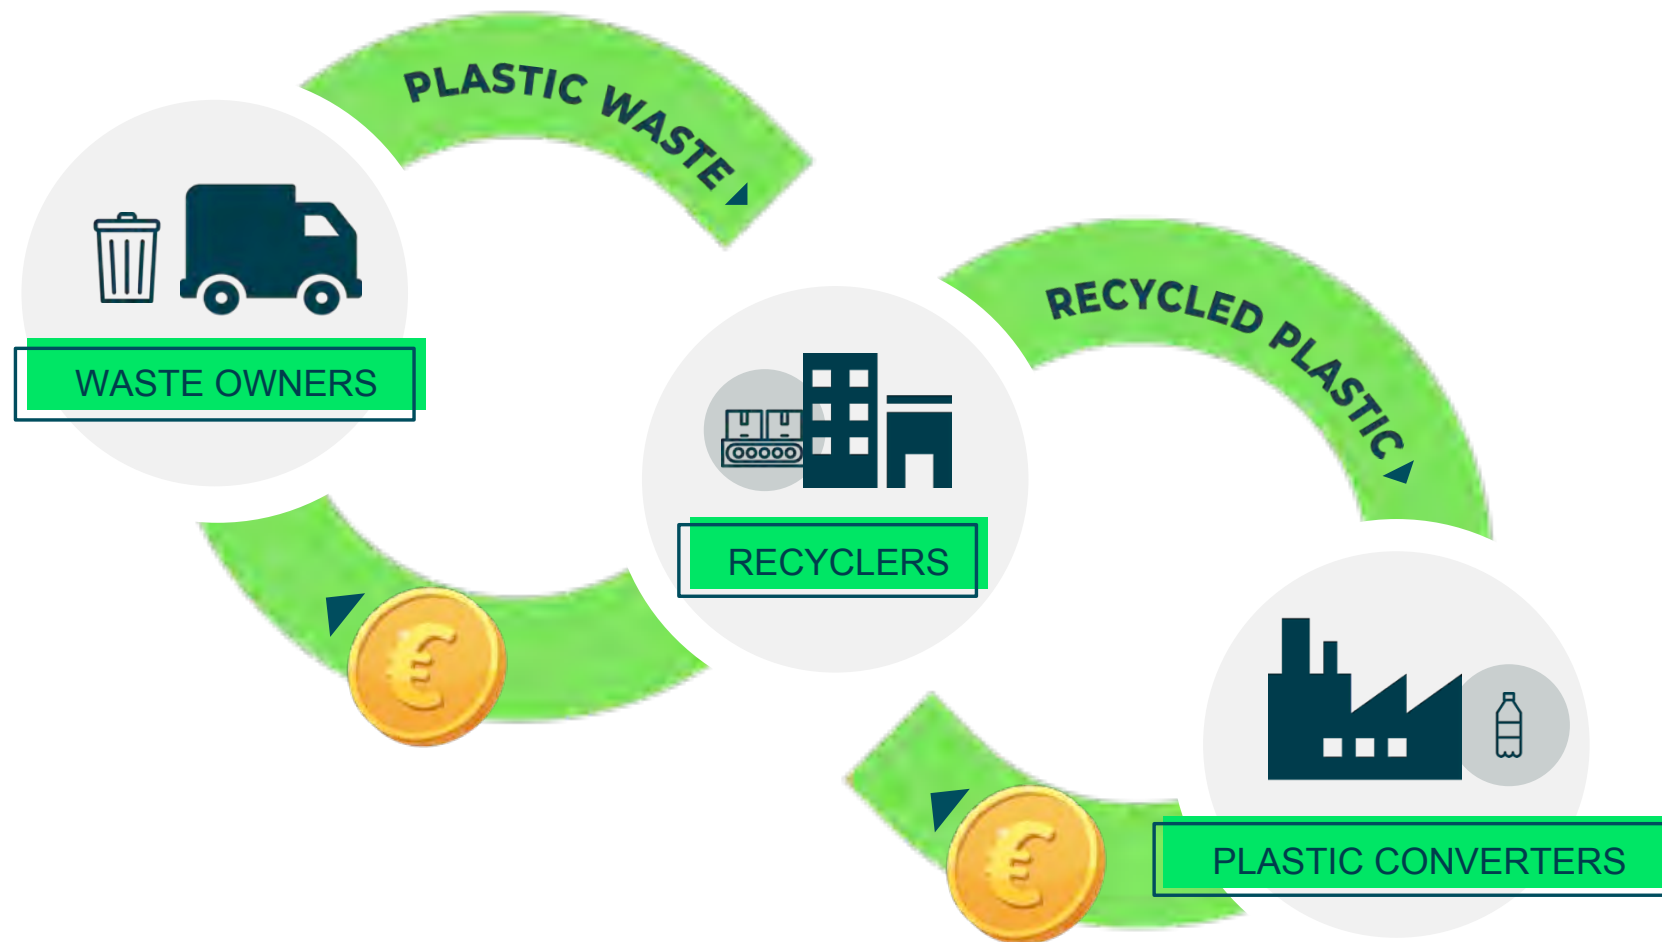 PLASTIC WASTE
WASTE OWNERS
RECYCLED PLASTIC
RECYCLERS
€
€
PLASTIC CONVERTERS